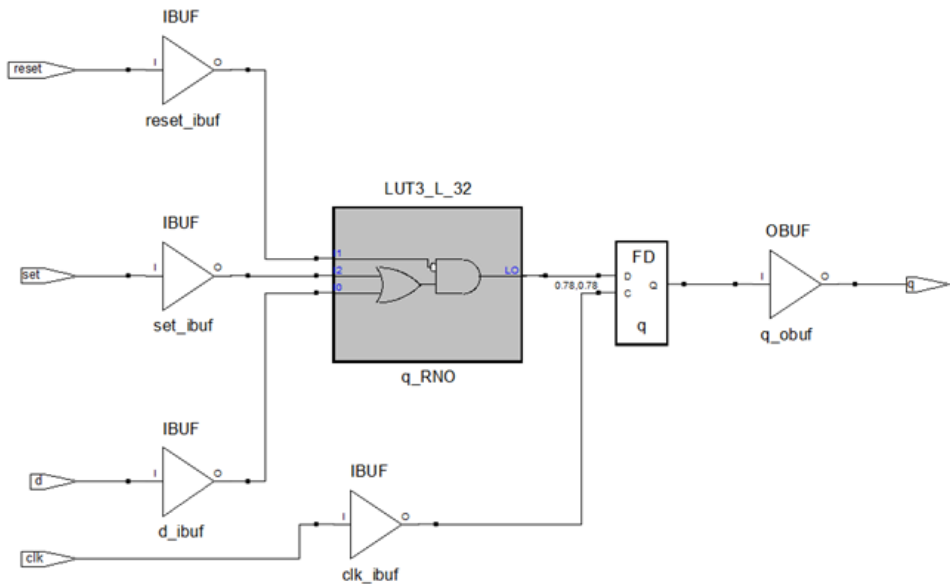 IBUF
reset
I
O
reset_ibuf
LUT3_L_32
IBUF
OBUF
set
I
O
1
2
0
LO
0.78,0.78
FD
D
C
Q
q
I
O
q
set_ibuf
q_RNO
q_obuf
IBUF
d
I
O
IBUF
d_ibuf
I
O
clk
clk_ibuf